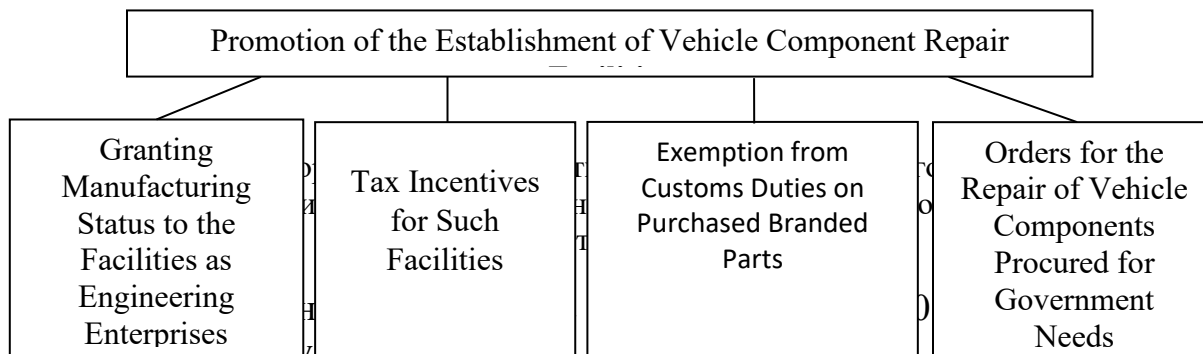 Promotion of the Establishment of Vehicle Component Repair
Granting
Manufacturing
Status to the
Facilities as
Engineering
Enterprises
Tax Incentives
for Such
Facilities
Exemption from
Customs Duties on
Purchased Branded
Parts
Orders for the
Repair of Vehicle
Components
Procured for
Government
Needs